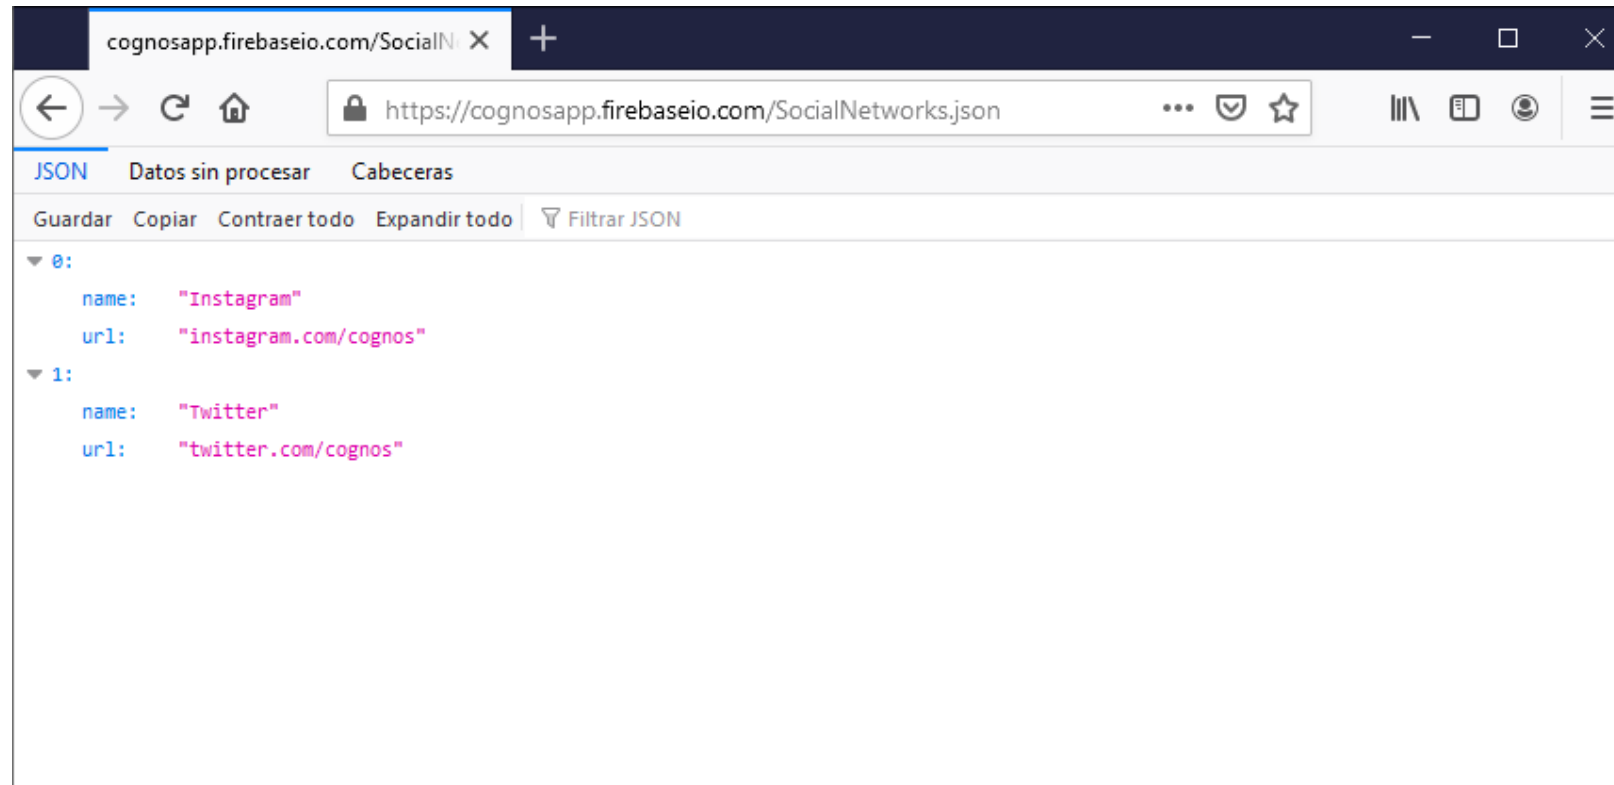 cognosapp.firebaseio.com/SocialN
https://cognosapp.firebaseio.com/SocialNetworks.json
JSON Datos sin procesar Cabeceras
Guardar Copiar Contraer todo Expandir todo Filtrar JSON
0:
name: "Instagram"
url: "instagram.com/cognos"
1:
name: "Twitter"
url: "twitter.com/cognos"